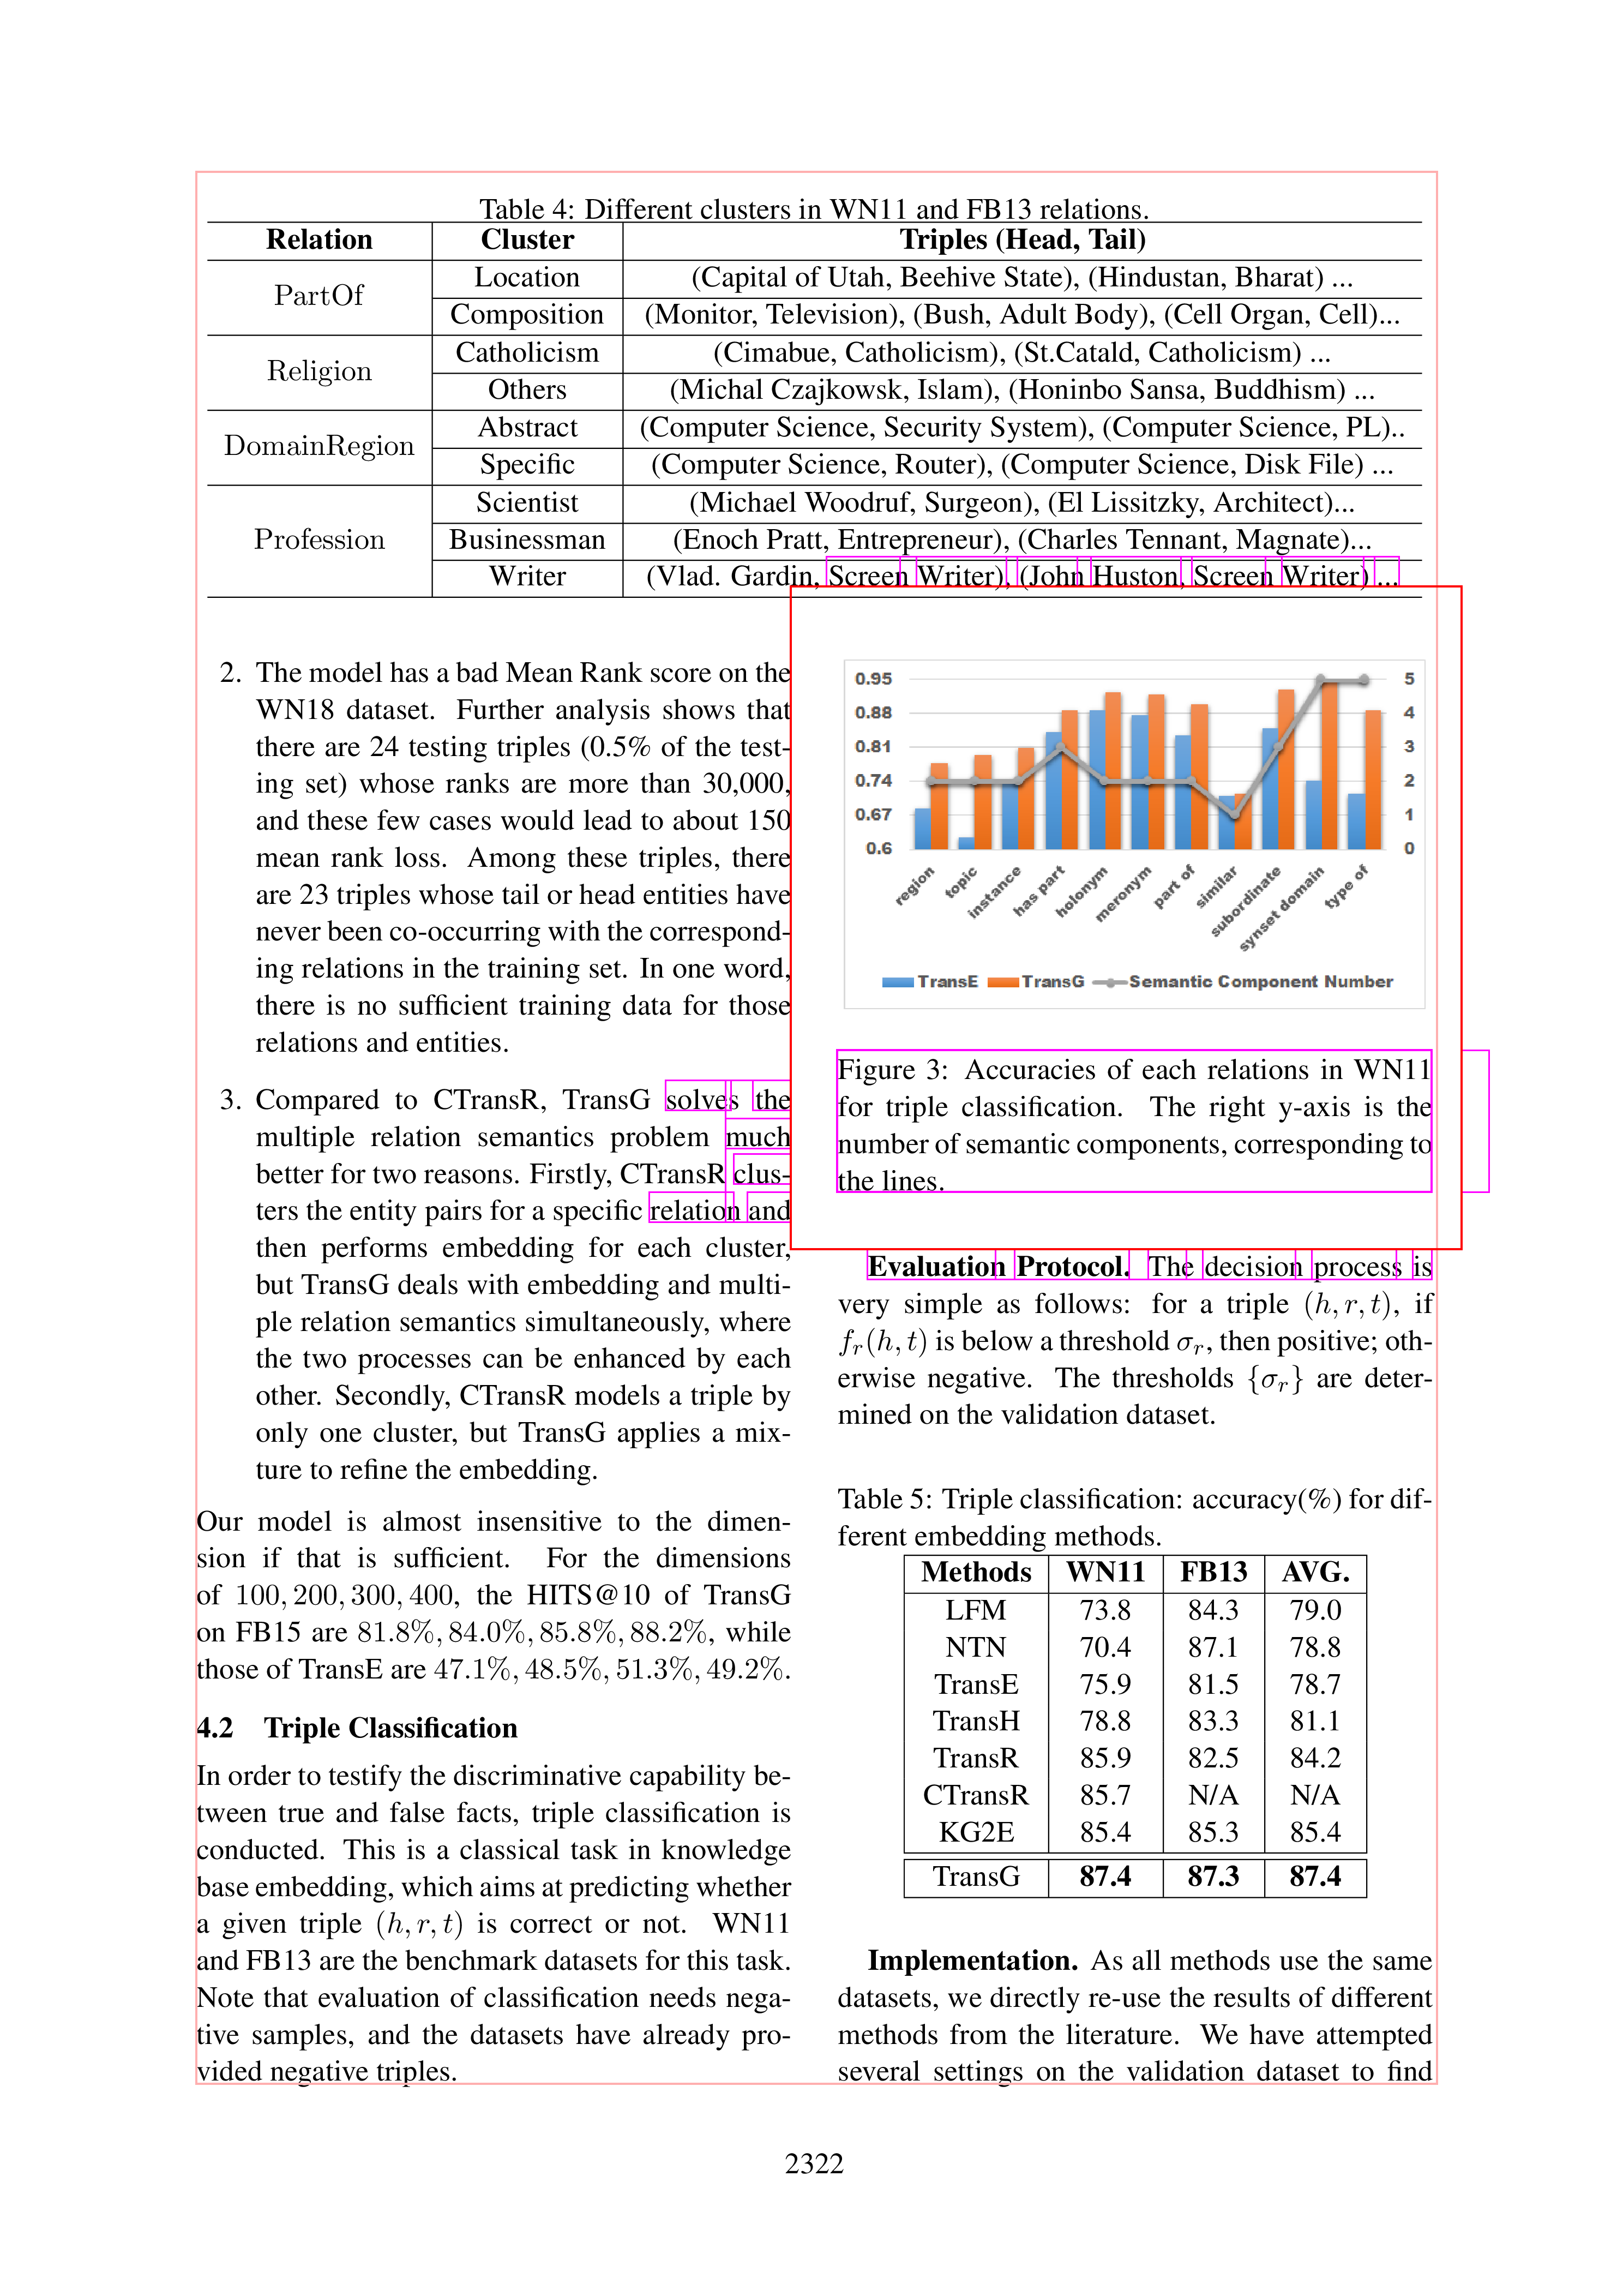 Table 4: Different clusters in WN11 and FB13 relations.
Relation Cluster Triples (Head, Tail)
PartOf Location (Capital of Utah, Beehive State), (Hindustan, Bharat) ...
Composition (Monitor, Television), (Bush, Adult Body), (Cell Organ, Cell)...
Religion Catholicism (Cimabue, Catholicism), (St.Catald, Catholicism) ...
Others (Michal Czajkowsk, Islam), (Honinbo Sansa, Buddhism) ...
DomainRegion Abstract (Computer Science, Security System), (Computer Science, PL)..
Specific (Computer Science, Router), (Computer Science, Disk File) ...
Profession Scientist (Michael Woodruf, Surgeon), (El Lissitzky, Architect)...
Businessman (Enoch Pratt, Entrepreneur), (Charles Tennant, Magnate)...
Writer (Vlad. Gardin, Screen Writer), (John Huston, Screen Writer) ...
2. The model has a bad Mean Rank score on the
WN18 dataset. Further analysis shows that
there are 24 testing triples (0.5% of the test-
ing set) whose ranks are more than 30,000,
and these few cases would lead to about 150
mean rank loss. Among these triples, there
are 23 triples whose tail or head entities have
never been co-occurring with the correspond-
ing relations in the training set. In one word,
there is no sufficient training data for those
relations and entities.
3. Compared to CTransR, TransG solves the
multiple relation semantics problem much
better for two reasons. Firstly, CTransR clus-
ters the entity pairs for a specific relation and
then performs embedding for each cluster,
but TransG deals with embedding and multi-
ple relation semantics simultaneously, where
the two processes can be enhanced by each
other. Secondly, CTransR models a triple by
only one cluster, but TransG applies a mix-
ture to refine the embedding.
Our model is almost insensitive to the dimen-
sion if that is sufficient. For the dimensions
of 100, 200, 300, 400, the HITS@10 of TransG
on FB15 are 81.8%, 84.0%, 85.8%, 88.2%, while
those of TransE are 47.1%, 48.5%, 51.3%, 49.2%.
4.2 Triple Classification
In order to testify the discriminative capability be-
tween true and false facts, triple classification is
conducted. This is a classical task in knowledge
base embedding, which aims at predicting whether
a given triple (h, r, t) is correct or not. WN11
and FB13 are the benchmark datasets for this task.
Note that evaluation of classification needs nega-
tive samples, and the datasets have already pro-
vided negative triples.
0.95 5
0.88 4
0.81 3
0.74 2
0.67 1
0.6 0
region topic instance has part holonym meronym part of similar subordinate synset domain type of
TransE TransG Semantic Component Number
Figure 3: Accuracies of each relations in WN11
for triple classification. The right y-axis is the
number of semantic components, corresponding to
the lines.
Evaluation Protocol. The decision process is
very simple as follows: for a triple (h, r, t), if
fr(h, t) is below a threshold σr, then positive; oth-
erwise negative. The thresholds {σr} are deter-
mined on the validation dataset.
Table 5: Triple classification: accuracy(%) for dif-
ferent embedding methods.
Methods WN11 FB13 AVG.
LFM 73.8 84.3 79.0
NTN 70.4 87.1 78.8
TransE 75.9 81.5 78.7
TransH 78.8 83.3 81.1
TransR 85.9 82.5 84.2
CTransR 85.7 N/A N/A
KG2E 85.4 85.3 85.4
TransG 87.4 87.3 87.4
Implementation. As all methods use the same
datasets, we directly re-use the results of different
methods from the literature. We have attempted
several settings on the validation dataset to find
2322